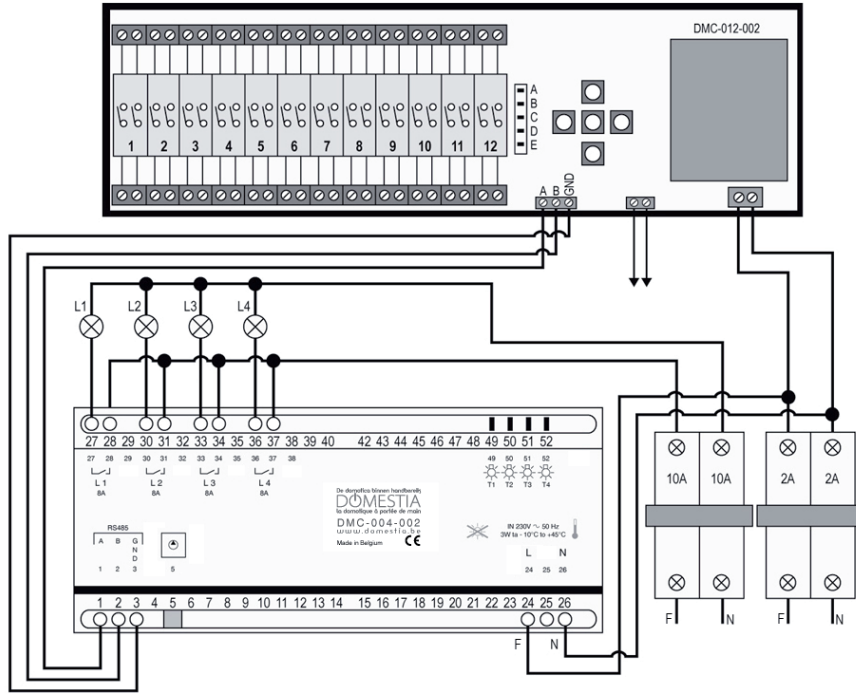 DMC-012-002
1 2 3 4 5 6 7 8 9 10 11 12
A
B
C
D
E
A B GND
L1 L2 L3 L4
27 28 29 30 31 32 33 34 35 36 37 38 39 40 42 43 44 45 46 47 48 49 50 51 52
27 28 29 30 31 32 33 34 35 36 37 38 49 50 51 52
L 1 L 2 L 3 L 4
8A 8A 8A 8A
T1 T2 T3 T4
De domotica binnen handbereik
DOMESTIA
la domotique à portée de main
DMC-004-002
www.domestia.be
Made in Belgium CE
RS485
A B GND
1 2 3 5
IN 230V ~ 50 Hz
3W ta - 10°C to +45°C
L N
24 25 26
1 2 3 4 5 6 7 8 9 10 11 12 13 14 15 16 17 18 19 20 21 22 23 24 25 26
F N
10A 10A 2A 2A
F N F N